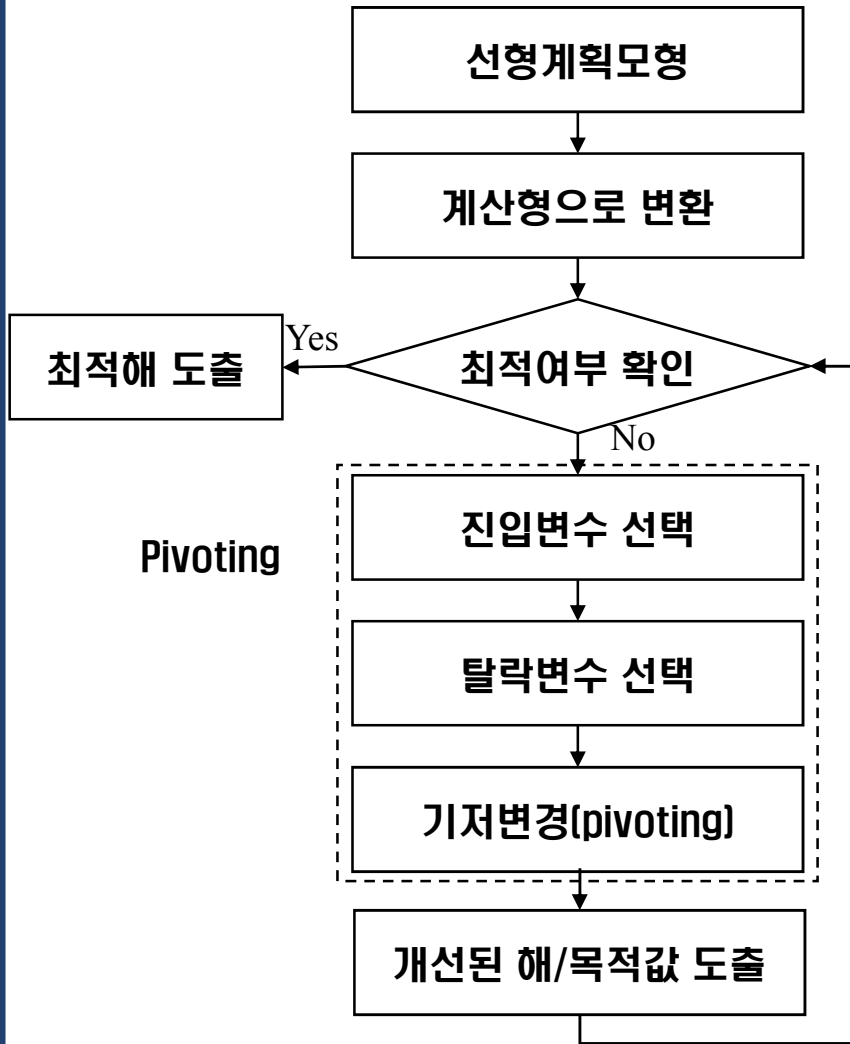 선형계획모형
계산형으로 변환
최적해 도출
Yes
최적여부 확인
No
Pivoting
진입변수 선택
탈락변수 선택
기저변경(pivoting)
개선된 해/목적값 도출